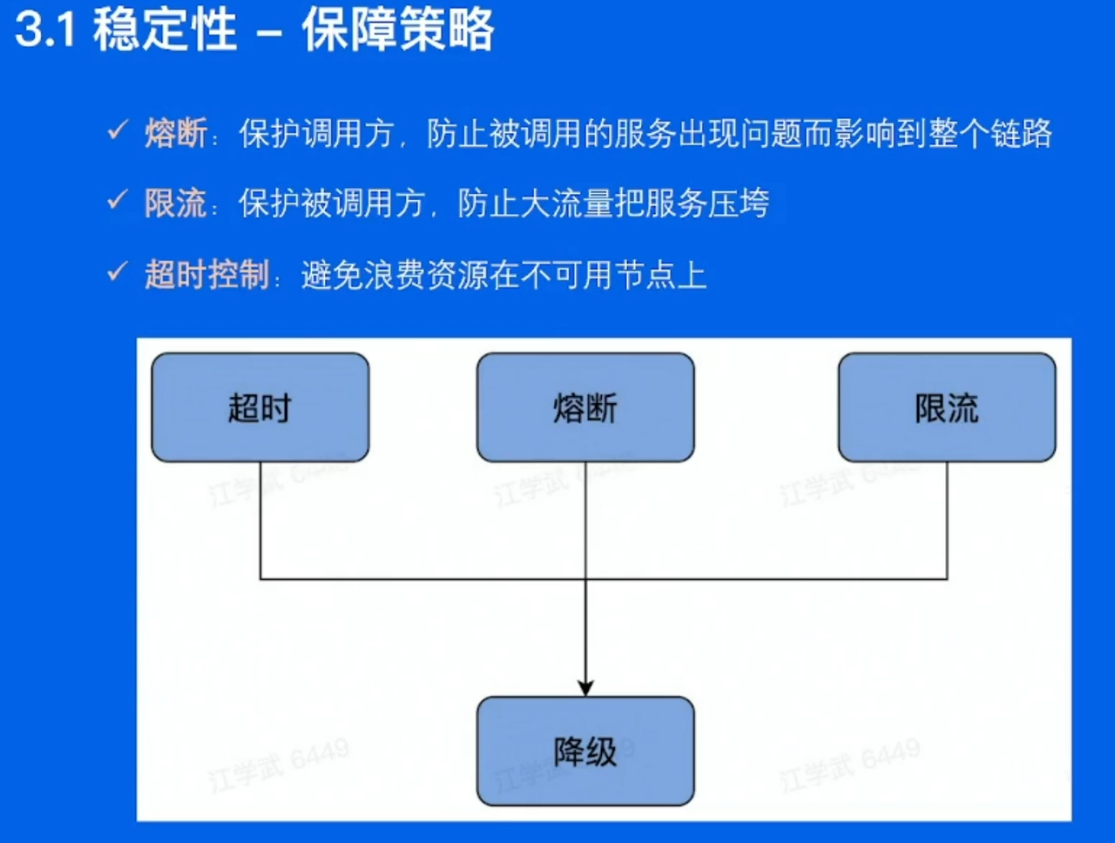 3.1 稳定性 – 保障策略
✓ 熔断：保护调用方，防止被调用的服务出现问题而影响到整个链路
✓ 限流：保护被调用方，防止大流量把服务压垮
✓ 超时控制：避免浪费资源在不可用节点上
超时
熔断
限流
江学武 6449
江学武 6449
江学武 6449
降级
江学武 6449
江学武 6449
江学武 6449